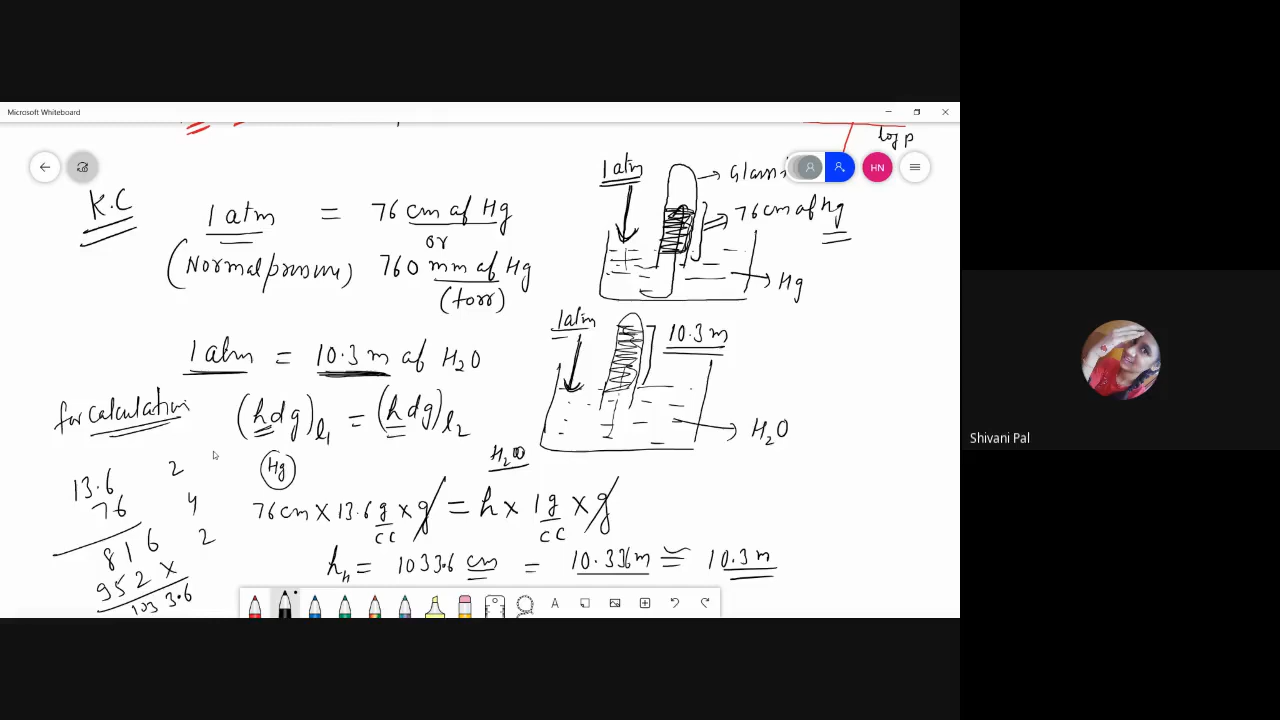 Microsoft Whiteboard
log p
K.C
1 atm = 76 cm of Hg
or
(Normal pressure) 760 mm of Hg
(torr)
1 atm
76 cm of Hg
Hg
HN
1 atm = 10.3 m of H2O
1 atm
10.3 m
H2O
for calculation (hdg)l1 = (hdg)l2
Hg
H2O
76 cm × 13.6 g/cc × g = h × 1g/cc × g
hn = 1033.6 cm = 10.336m ≃ 10.3 m
13.6
76
816
952 ×
1033.6
2
4
2
A
Shivani Pal